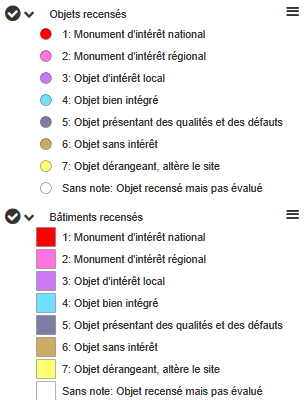 Objets recensés
1: Monument d'intérêt national
2: Monument d'intérêt régional
3: Objet d'intérêt local
4: Objet bien intégré
5: Objet présentant des qualités et des défauts
6: Objet sans intérêt
7: Objet dérangeant, altère le site
Sans note: Objet recensé mais pas évalué
Bâtiments recensés
1: Monument d'intérêt national
2: Monument d'intérêt régional
3: Objet d'intérêt local
4: Objet bien intégré
5: Objet présentant des qualités et des défauts
6: Objet sans intérêt
7: Objet dérangeant, altère le site
Sans note: Objet recensé mais pas évalué